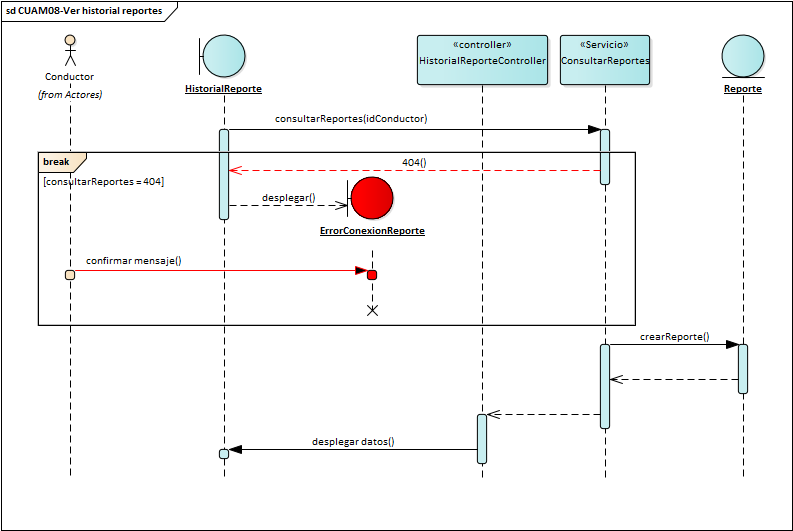 sd CUAM08-Ver historial reportes
«controller»
HistorialReporteController
«Servicio»
ConsultarReportes
Conductor
(from Actores)
HistorialReporte
Reporte
consultarReportes(idConductor)
break
404()
[consultarReportes = 404]
desplegar()
ErrorConexionReporte
confirmar mensaje()
crearReporte()
desplegar datos()